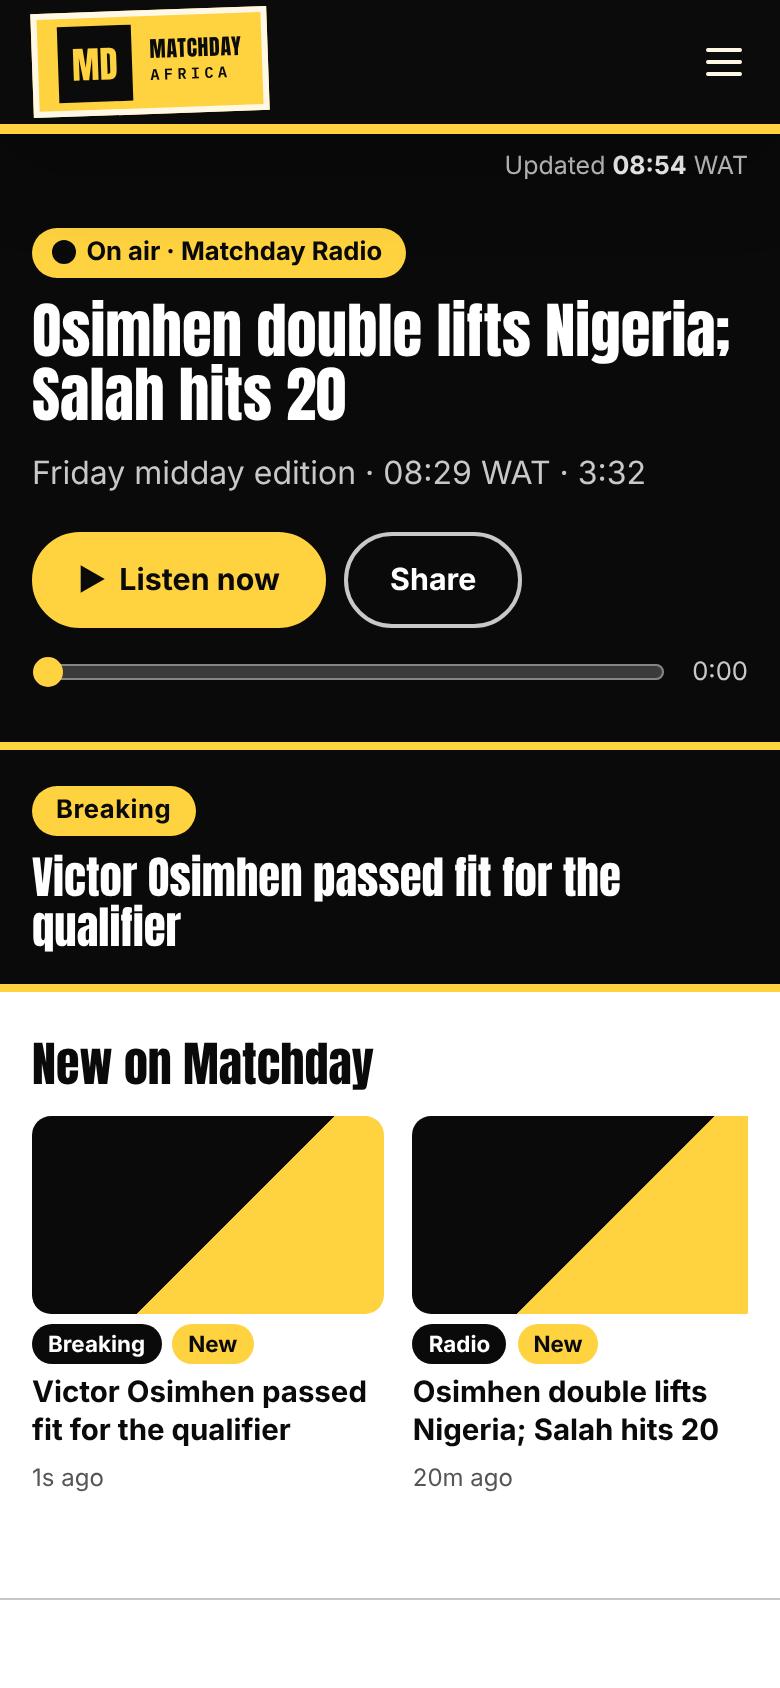 MD
MATCHDAY
AFRICA
Updated 08:54 WAT
On air · Matchday Radio
Osimhen double lifts Nigeria;
Salah hits 20
Friday midday edition · 08:29 WAT · 3:32
Listen now
Share
0:00
Breaking
Victor Osimhen passed fit for the
qualifier
New on Matchday
Breaking
New
Victor Osimhen passed
fit for the qualifier
1s ago
Radio
New
Osimhen double lifts
Nigeria; Salah hits 20
20m ago